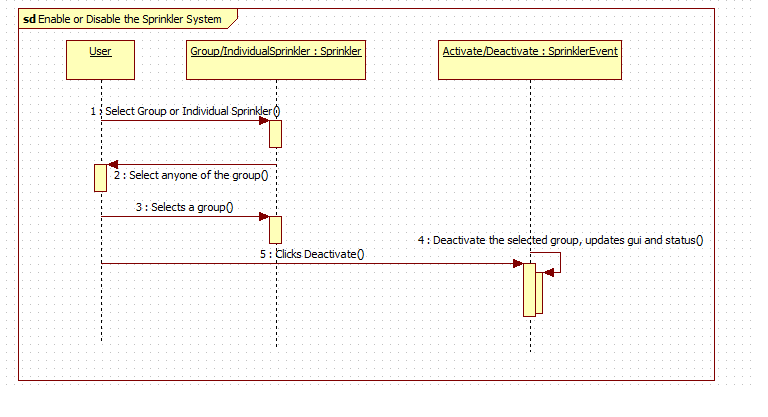 sd Enable or Disable the Sprinkler System
User
Group/IndividualSprinkler : Sprinkler
Activate/Deactivate : SprinklerEvent
1 : Select Group or Individual Sprinkler()
2 : Select anyone of the group()
3 : Selects a group()
4 : Deactivate the selected group, updates gui and status()
5 : Clicks Deactivate()